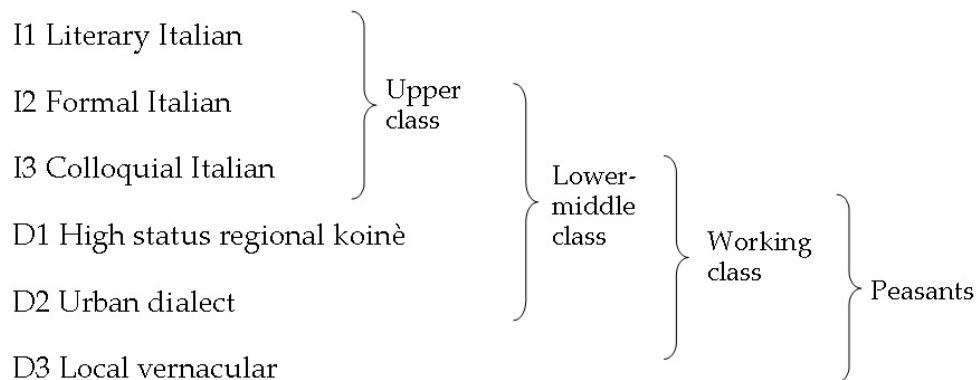 I1 Literary Italian
I2 Formal Italian
I3 Colloquial Italian
D1 High status regional koinè
D2 Urban dialect
D3 Local vernacular
Upper
class
Lower-
middle
class
Working
class
Peasants